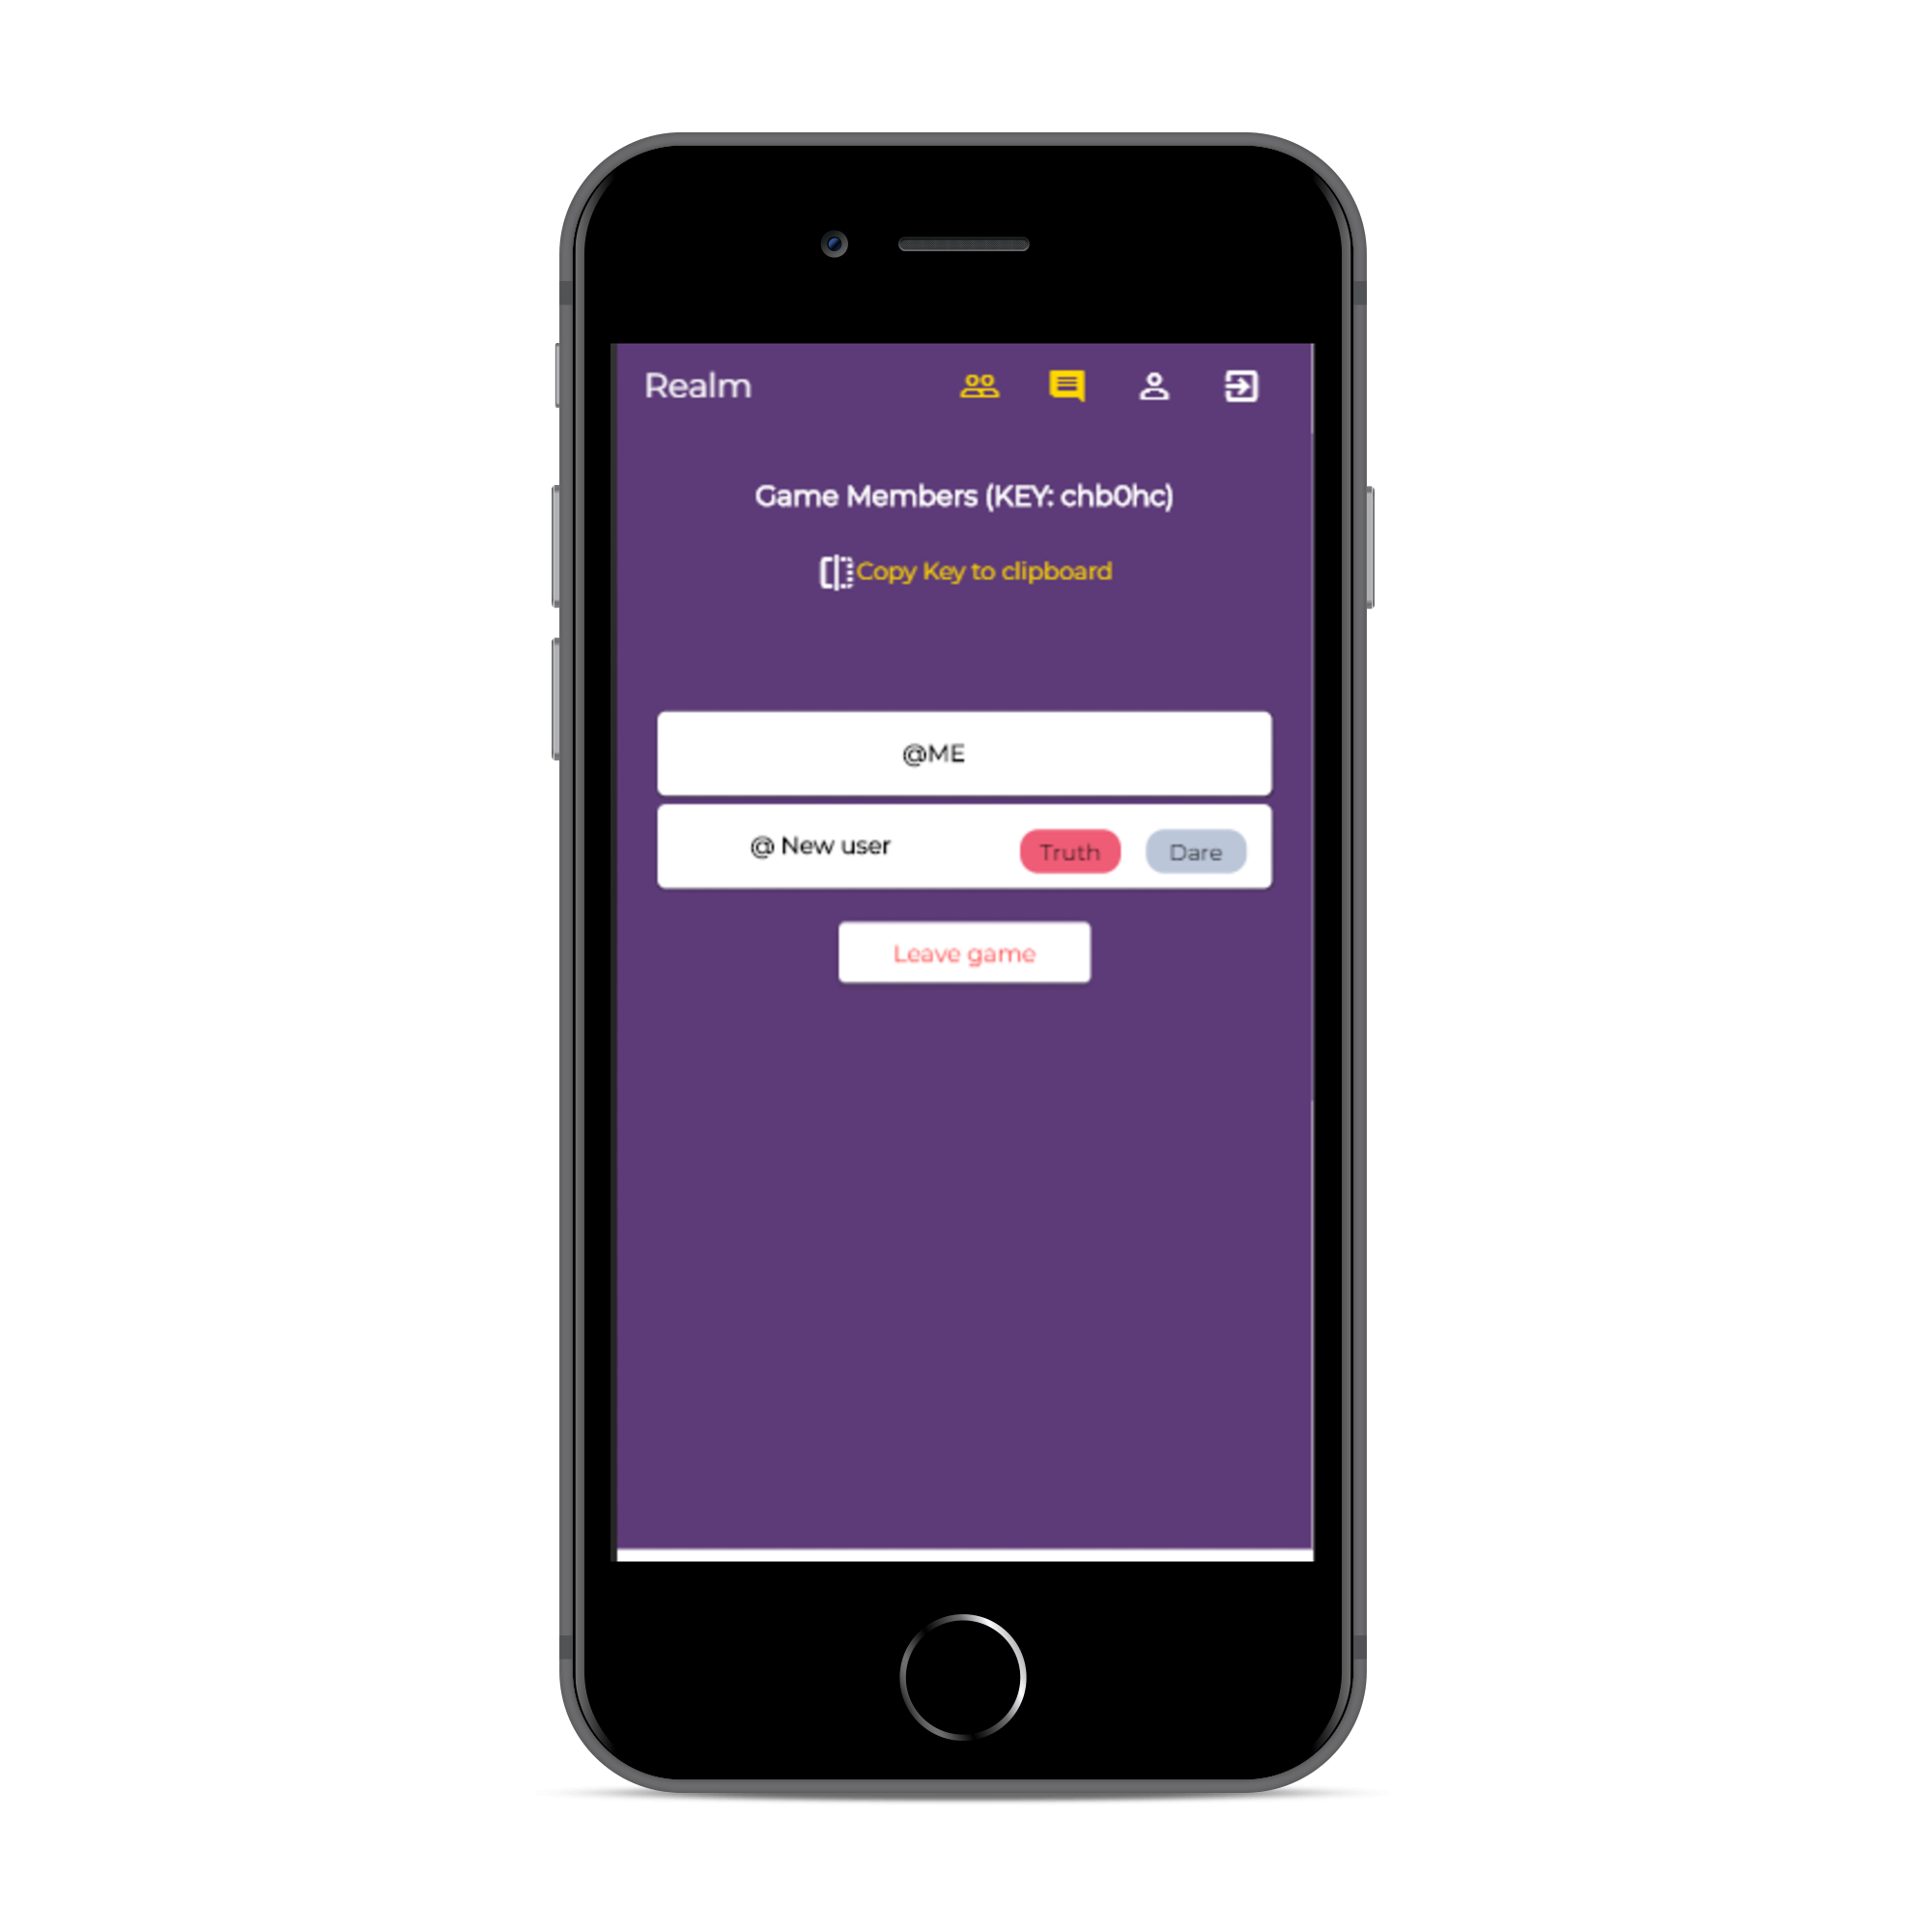 Realm
Game Members (KEY: chb0hc)
Copy Key to clipboard
@ME
@ New user Truth Dare
Leave game